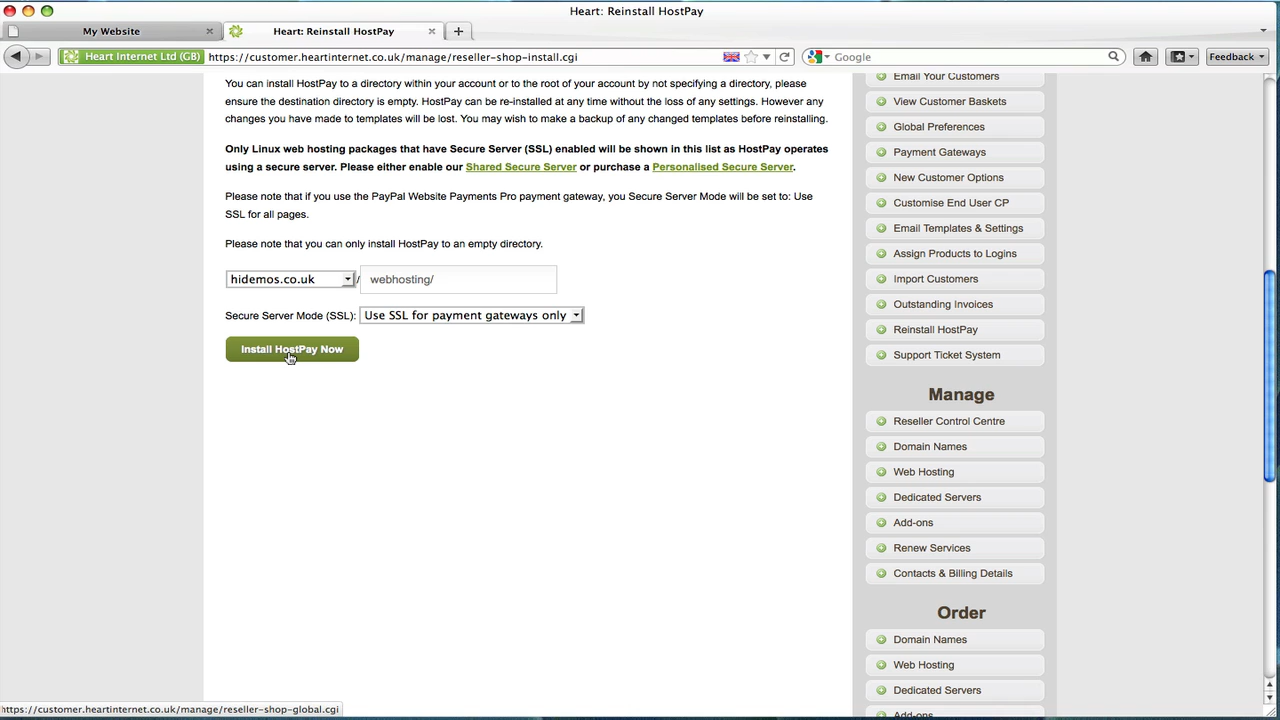 Heart: Reinstall HostPay
My Website
Heart: Reinstall HostPay
Heart Internet Ltd (GB)
https://customer.heartinternet.co.uk/manage/reseller-shop-install.cgi
Google
Feedback
You can install HostPay to a directory within your account or to the root of your account by not specifying a directory, please
ensure the destination directory is empty. HostPay can be re-installed at any time without the loss of any settings. However any
changes you have made to templates will be lost. You may wish to make a backup of any changed templates before reinstalling.
Only Linux web hosting packages that have Secure Server (SSL) enabled will be shown in this list as HostPay operates
using a secure server. Please either enable our Shared Secure Server or purchase a Personalised Secure Server.
Please note that if you use the PayPal Website Payments Pro payment gateway, you Secure Server Mode will be set to: Use
SSL for all pages.
Please note that you can only install HostPay to an empty directory.
hidemos.co.uk / webhosting/
Secure Server Mode (SSL): Use SSL for payment gateways only
Install HostPay Now
Email Your Customers
View Customer Baskets
Global Preferences
Payment Gateways
New Customer Options
Customise End User CP
Email Templates & Settings
Assign Products to Logins
Import Customers
Outstanding Invoices
Reinstall HostPay
Support Ticket System
Manage
Reseller Control Centre
Domain Names
Web Hosting
Dedicated Servers
Add-ons
Renew Services
Contacts & Billing Details
Order
Domain Names
Web Hosting
Dedicated Servers
Add-ons
https://customer.heartinternet.co.uk/manage/reseller-shop-global.cgi